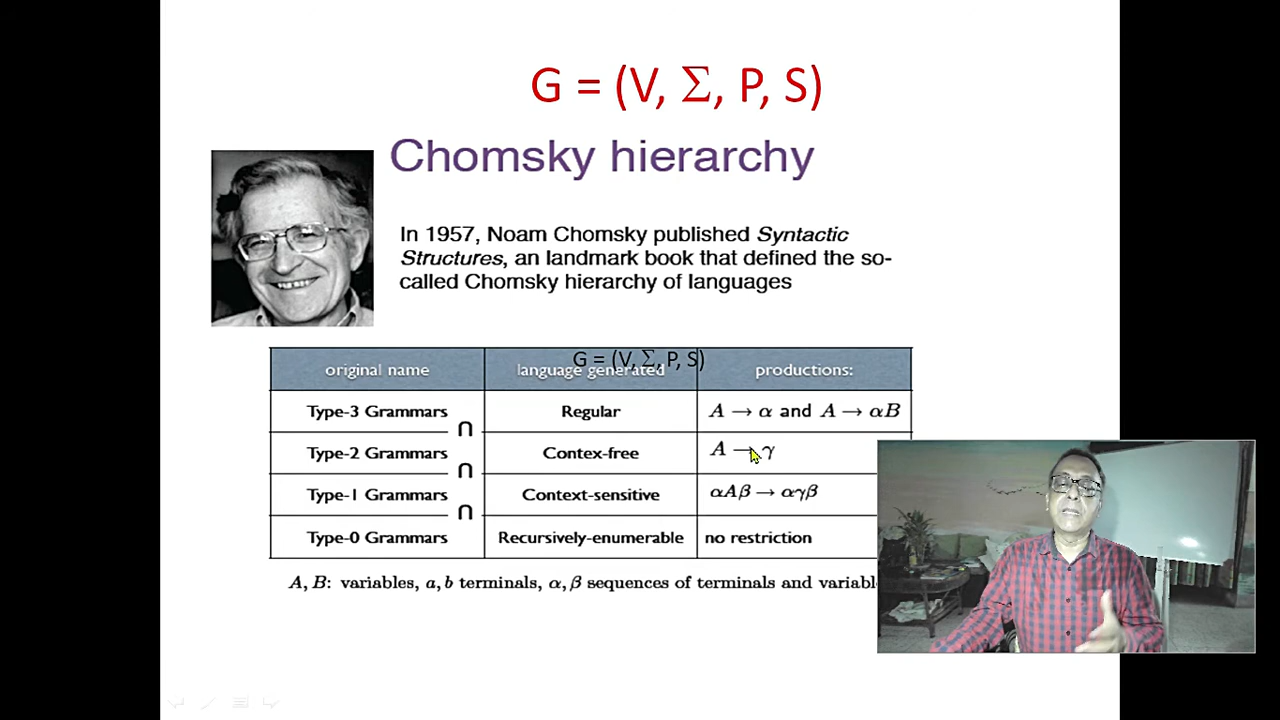 G = (V, Σ, P, S)
Chomsky hierarchy
In 1957, Noam Chomsky published Syntactic
Structures, an landmark book that defined the so-
called Chomsky hierarchy of languages
G = (V, Σ, P, S)
original name language generated productions:
Type-3 Grammars Regular A → α and A → αB
∩
Type-2 Grammars Contex-free A → γ
∩
Type-1 Grammars Context-sensitive αAβ → αγβ
∩
Type-0 Grammars Recursively-enumerable no restriction
A, B: variables, a, b terminals, α, β sequences of terminals and variabl